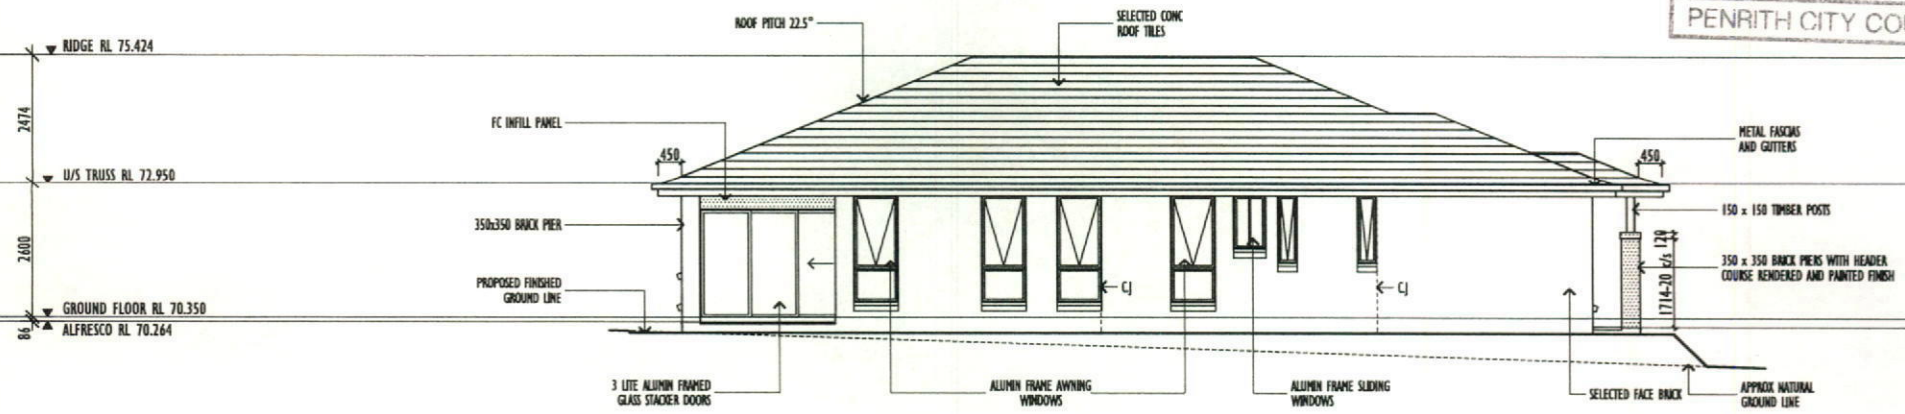 PENRITH CITY
ROOF PITCH 22.5°
SELECTED CONC
ROOF TILES
RIDGE RL 75.424
2474
FC INFILL PANEL
METAL FASCIAS
AND GUTTERS
450
450
U/S TRUSS RL 72.950
350x350 BRICK PIER
150 x 150 TIMBER POSTS
2600
120
1714-20 c/s
350 x 350 BRICK PIERS WITH HEADER
COURSE RENDERED AND PAINTED FINISH
PROPOSED FINISHED
GROUND LINE
CJ
CJ
GROUND FLOOR RL 70.350
86
ALFRESCO RL 70.264
3 LITE ALUMIN FRAMED
GLASS STACKER DOORS
ALUMIN FRAME AWNING
WINDOWS
ALUMIN FRAME SLIDING
WINDOWS
SELECTED FACE BRICK
APPROX NATURAL
GROUND LINE